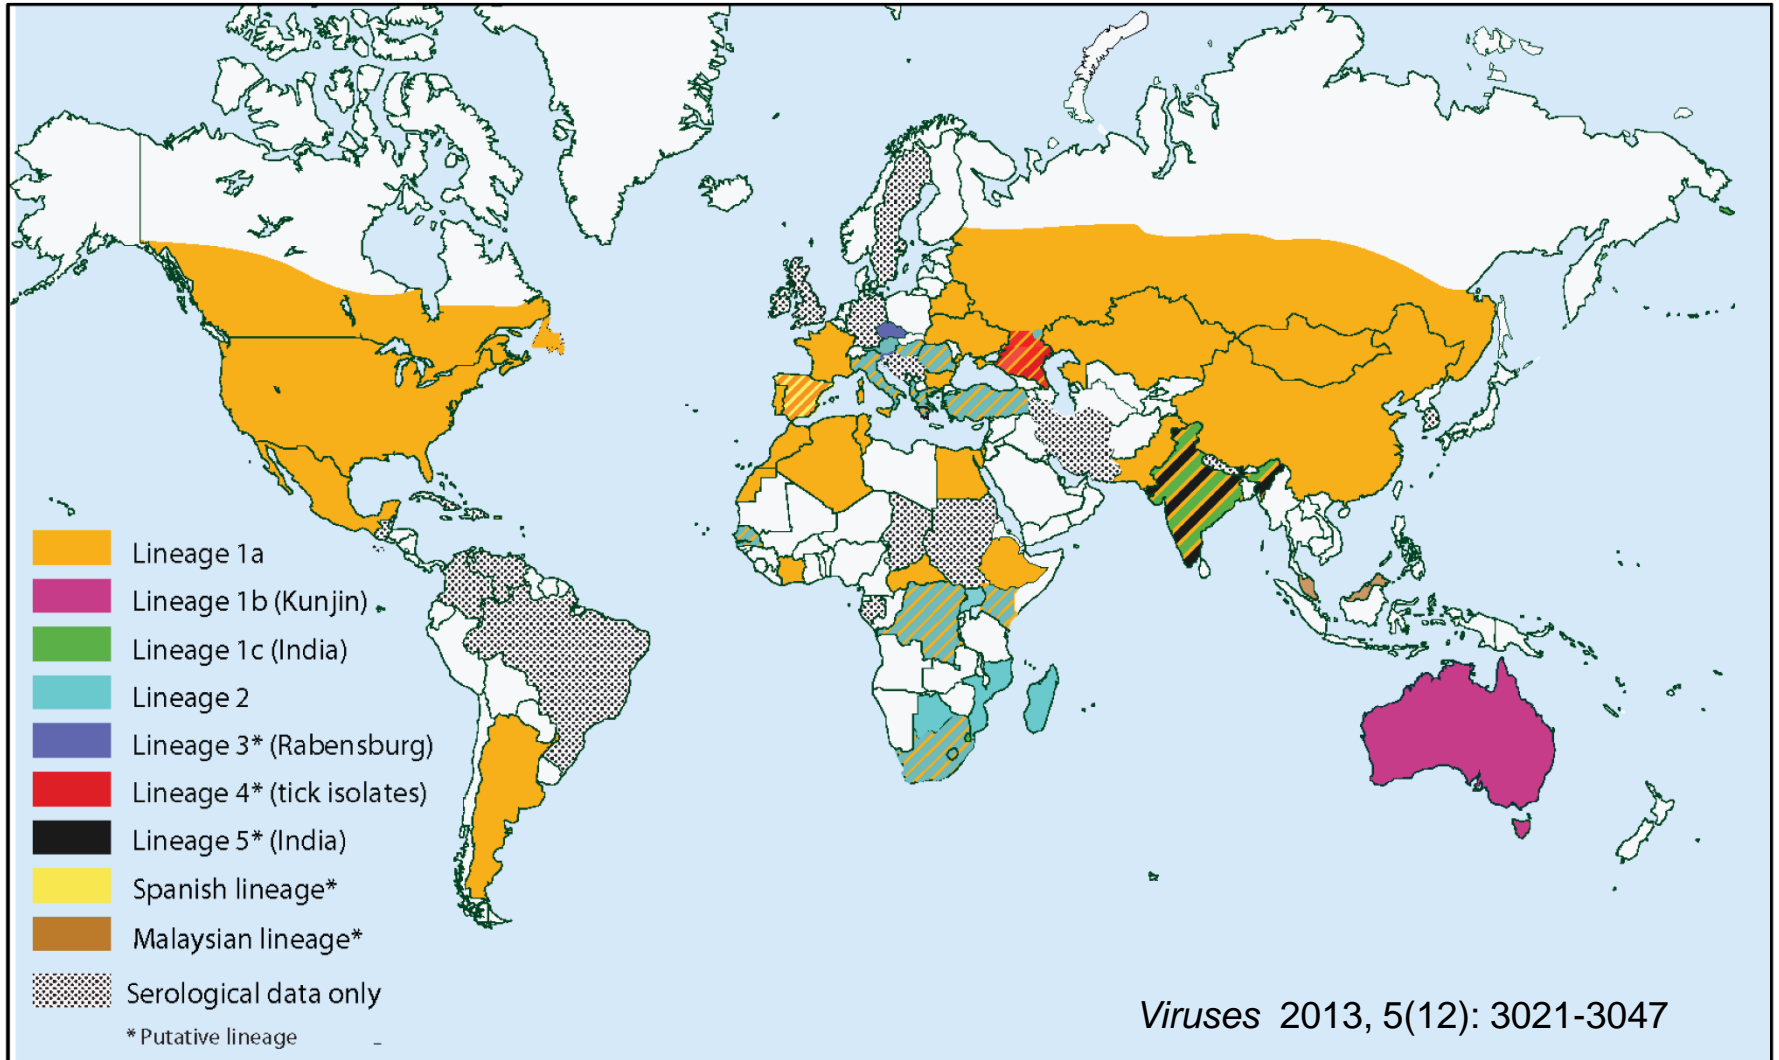 Lineage 1a
Lineage 1b (Kunjin)
Lineage 1c (India)
Lineage 2
Lineage 3* (Rabensburg)
Lineage 4* (tick isolates)
Lineage 5* (India)
Spanish lineage*
Malaysian lineage*
Serological data only
* Putative lineage
Viruses 2013, 5(12): 3021-3047